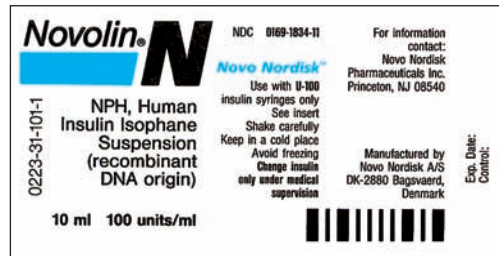 Novolin® N
NPH, Human
Insulin Isophane
Suspension
(recombinant
DNA origin)
10 ml 100 units/ml
0223-31-101-1
NDC 0169-1834-11
Novo Nordisk™
Use with U-100
insulin syringes only
See insert
Shake carefully
Keep in a cold place
Avoid freezing
Change insulin
only under medical
supervision
For information
contact:
Novo Nordisk
Pharmaceuticals Inc.
Princeton, NJ 08540
Manufactured by
Novo Nordisk A/S
DK-2880 Bagsvaerd,
Denmark
Exp. Date:
Control: